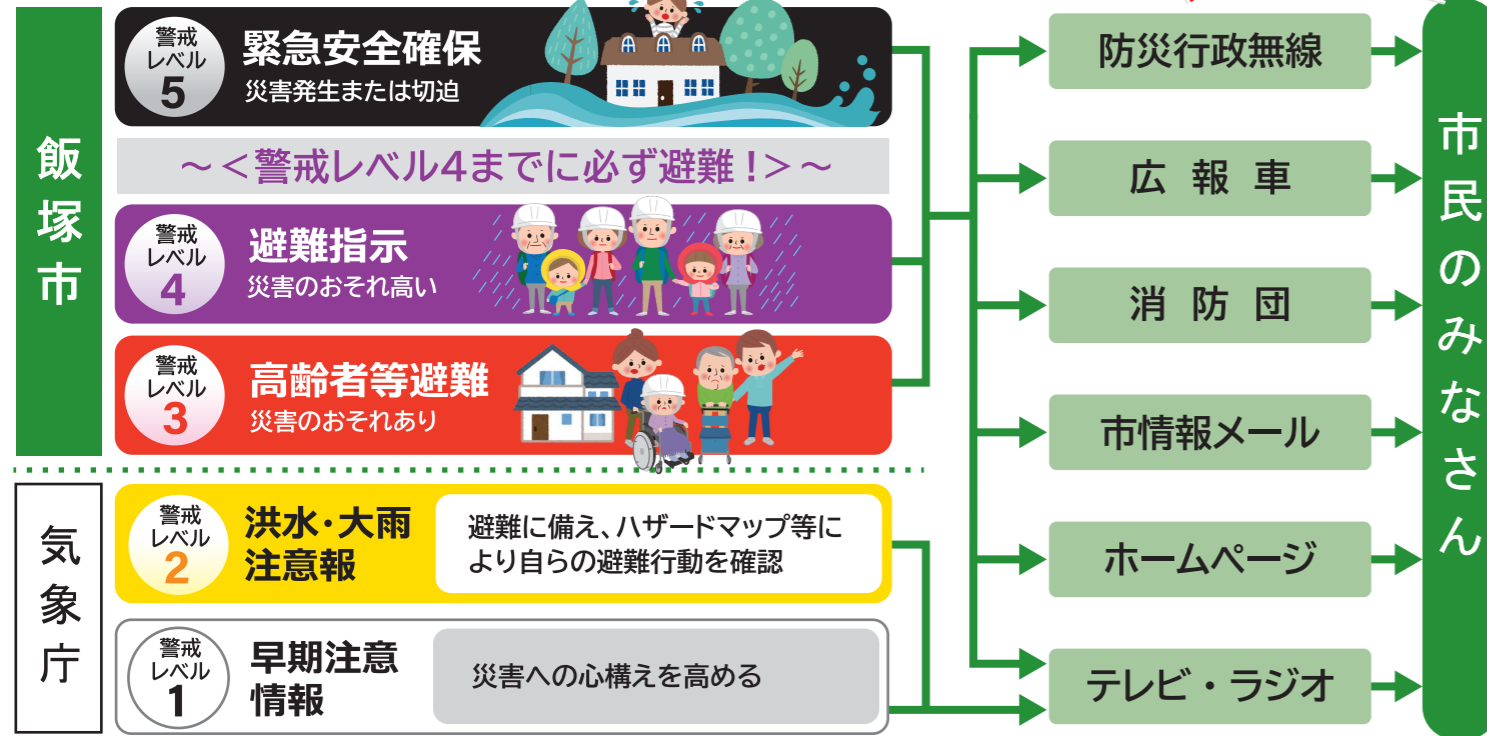 飯塚市
警戒
レベル
5
緊急安全確保
災害発生または切迫
～＜警戒レベル4までに必ず避難！＞～
警戒
レベル
4
避難指示
災害のおそれ高い
警戒
レベル
3
高齢者等避難
災害のおそれあり
気象庁
警戒
レベル
2
洪水・大雨
注意報
避難に備え、ハザードマップ等に
より自らの避難行動を確認
警戒
レベル
1
早期注意
情報
災害への心構えを高める
防災行政無線
広報車
消防団
市情報メール
ホームページ
テレビ・ラジオ
市民のみなさん